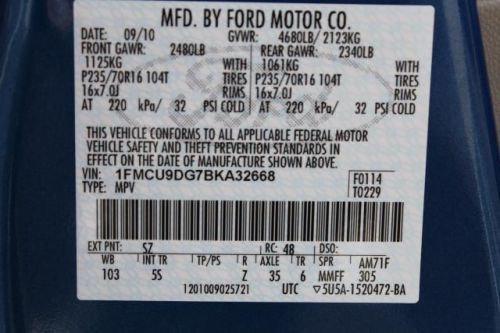 MFD. BY FORD MOTOR CO.
DATE: 09/10 GVWR: 4680LB/ 2123KG
FRONT GAWR: 2480LB REAR GAWR: 2340LB
1125KG WITH 1061KG WITH
P235/70R16 104T TIRES P235/70R16 104T TIRES
16x7.0J RIMS 16x7.0J RIMS
AT 220 kPa/ 32 PSI COLD AT 220 kPa/ 32 PSI COLD
THIS VEHICLE CONFORMS TO ALL APPLICABLE FEDERAL MOTOR
VEHICLE SAFETY AND THEFT PREVENTION STANDARDS IN
EFFECT ON THE DATE OF MANUFACTURE SHOWN ABOVE.
VIN: 1FMCU9DG7BKA32668 F0114
TYPE: MPV T0229
EXT PNT: SZ RC: 48 DSO:
WB INT TR TP/PS R AXLE TR SPR AM71F
103 5S Z 35 6 MMFF 305
1201009025721 UTC 5U5A-1520472-BA